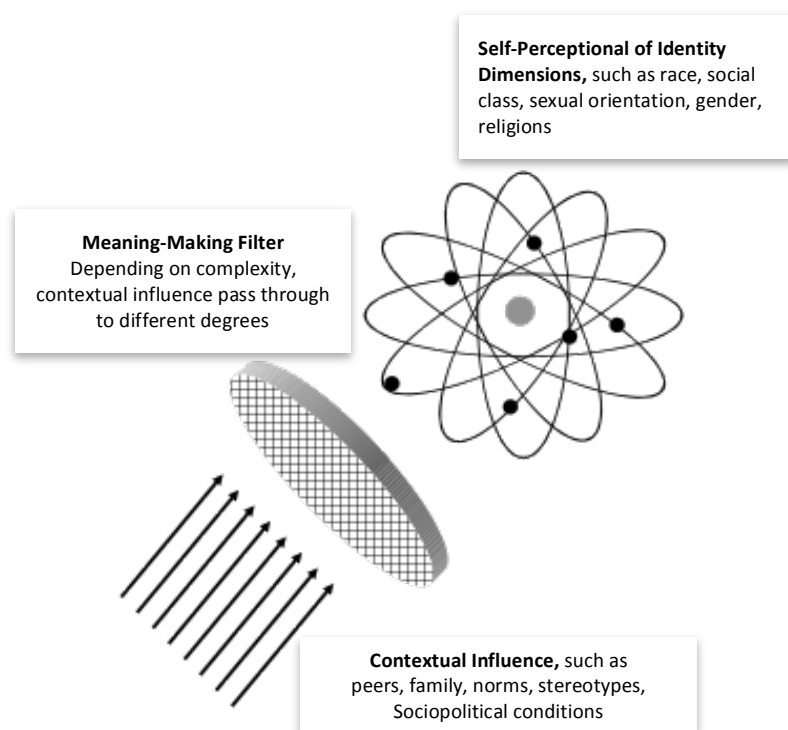 Self-Perceptional of Identity
Dimensions, such as race, social
class, sexual orientation, gender,
religions
Meaning-Making Filter
Depending on complexity,
contextual influence pass through
to different degrees
Contextual Influence, such as
peers, family, norms, stereotypes,
Sociopolitical conditions